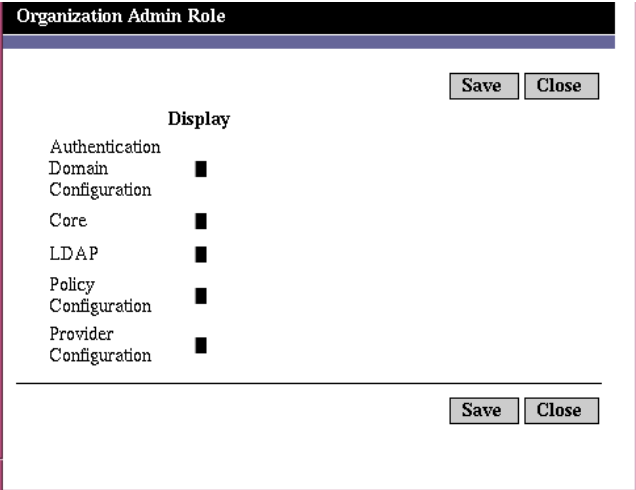 Organization Admin Role
Save Close
Display
Authentication
Domain
Configuration
Core
LDAP
Policy
Configuration
Provider
Configuration
Save Close